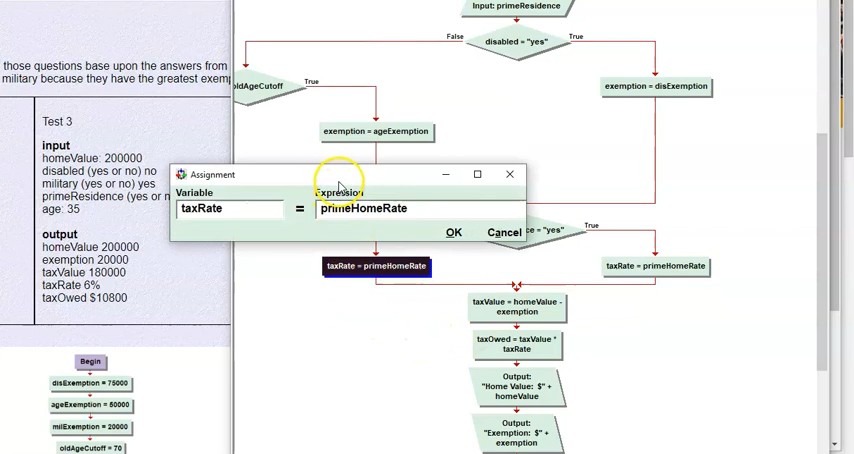 those questions base upon the answers from
military because they have the greatest exemp
Test 3
input
homeValue: 200000
disabled (yes or no) no
military (yes or no) yes
primeResidence (yes or n
age: 35
output
homeValue 200000
exemption 20000
taxValue 180000
taxRate 6%
taxOwed $10800
Begin
disExemption = 75000
ageExemption = 50000
milExemption = 20000
oldAgeCutoff = 70
Input: primeResidence
False
disabled = "yes"
True
oldAgeCutoff
True
exemption = disExemption
exemption = ageExemption
Assignment
Variable
Expression
taxRate
=
primeHomeRate
OK
Cancel
ce = "yes"
True
taxRate = primeHomeRate
taxRate = primeHomeRate
taxValue = homeValue -
exemption
taxOwed = taxValue *
taxRate
Output:
"Home Value: $" +
homeValue
Output:
"Exemption: $" +
exemption